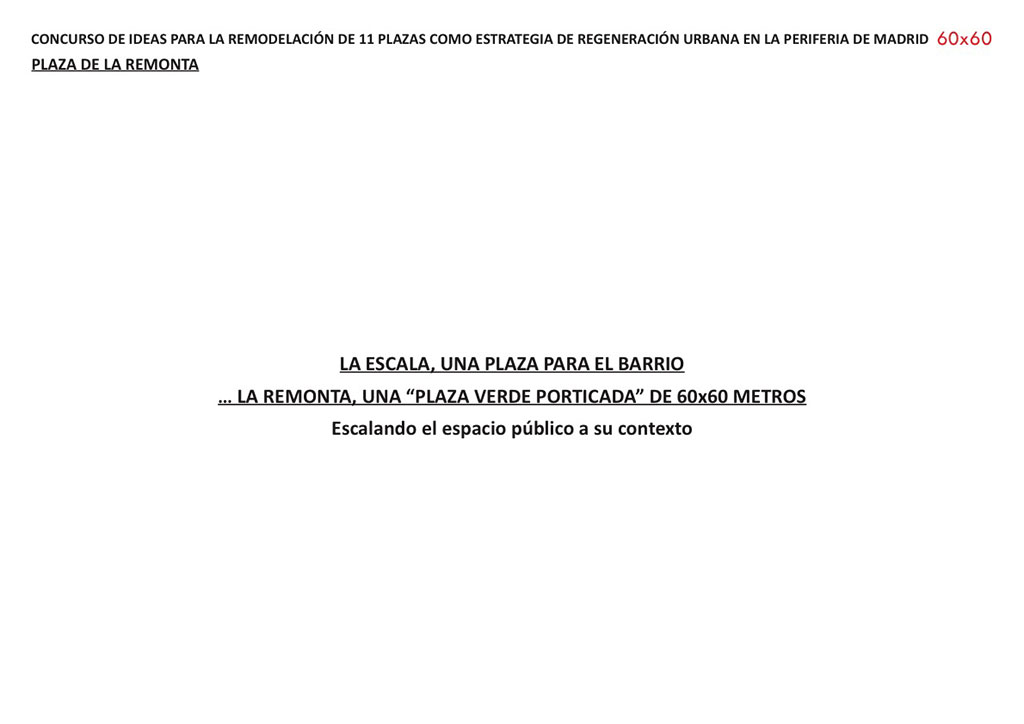 CONCURSO DE IDEAS PARA LA REMODELACIÓN DE 11 PLAZAS COMO ESTRATEGIA DE REGENERACIÓN URBANA EN LA PERIFERIA DE MADRID 60x60
PLAZA DE LA REMONTA
LA ESCALA, UNA PLAZA PARA EL BARRIO
... LA REMONTA, UNA “PLAZA VERDE PORTICADA” DE 60x60 METROS
Escalando el espacio público a su contexto